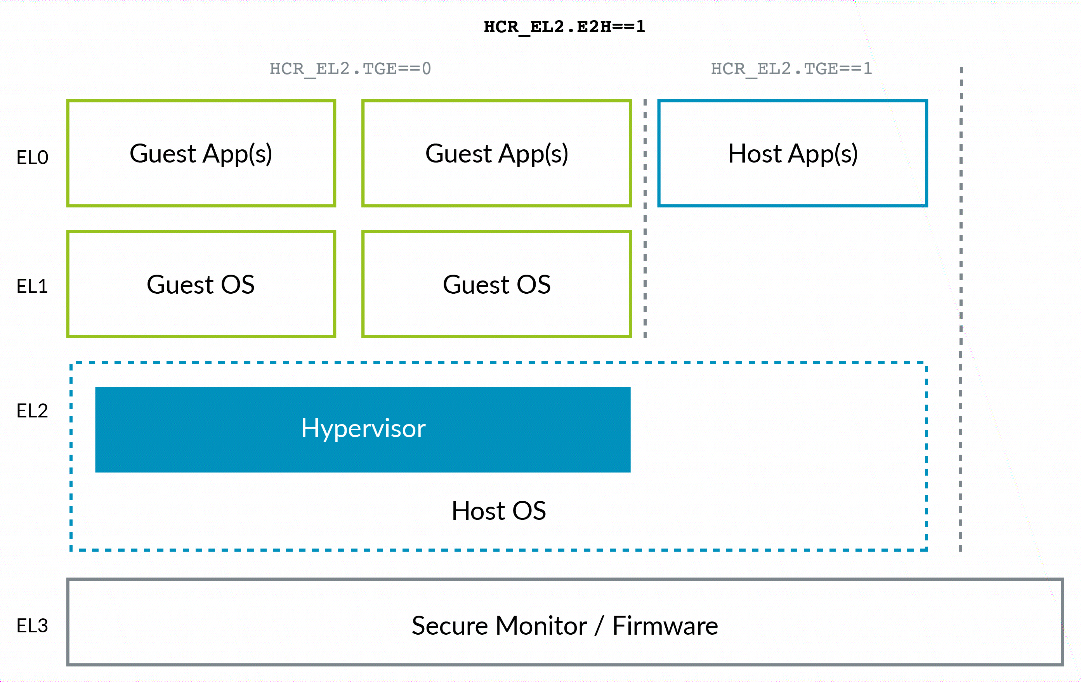 HCR_EL2.E2H==1
HCR_EL2.TGE==0
HCR_EL2.TGE==1
EL0
Guest App(s)
Guest App(s)
Host App(s)
EL1
Guest OS
Guest OS
EL2
Hypervisor
Host OS
EL3
Secure Monitor / Firmware